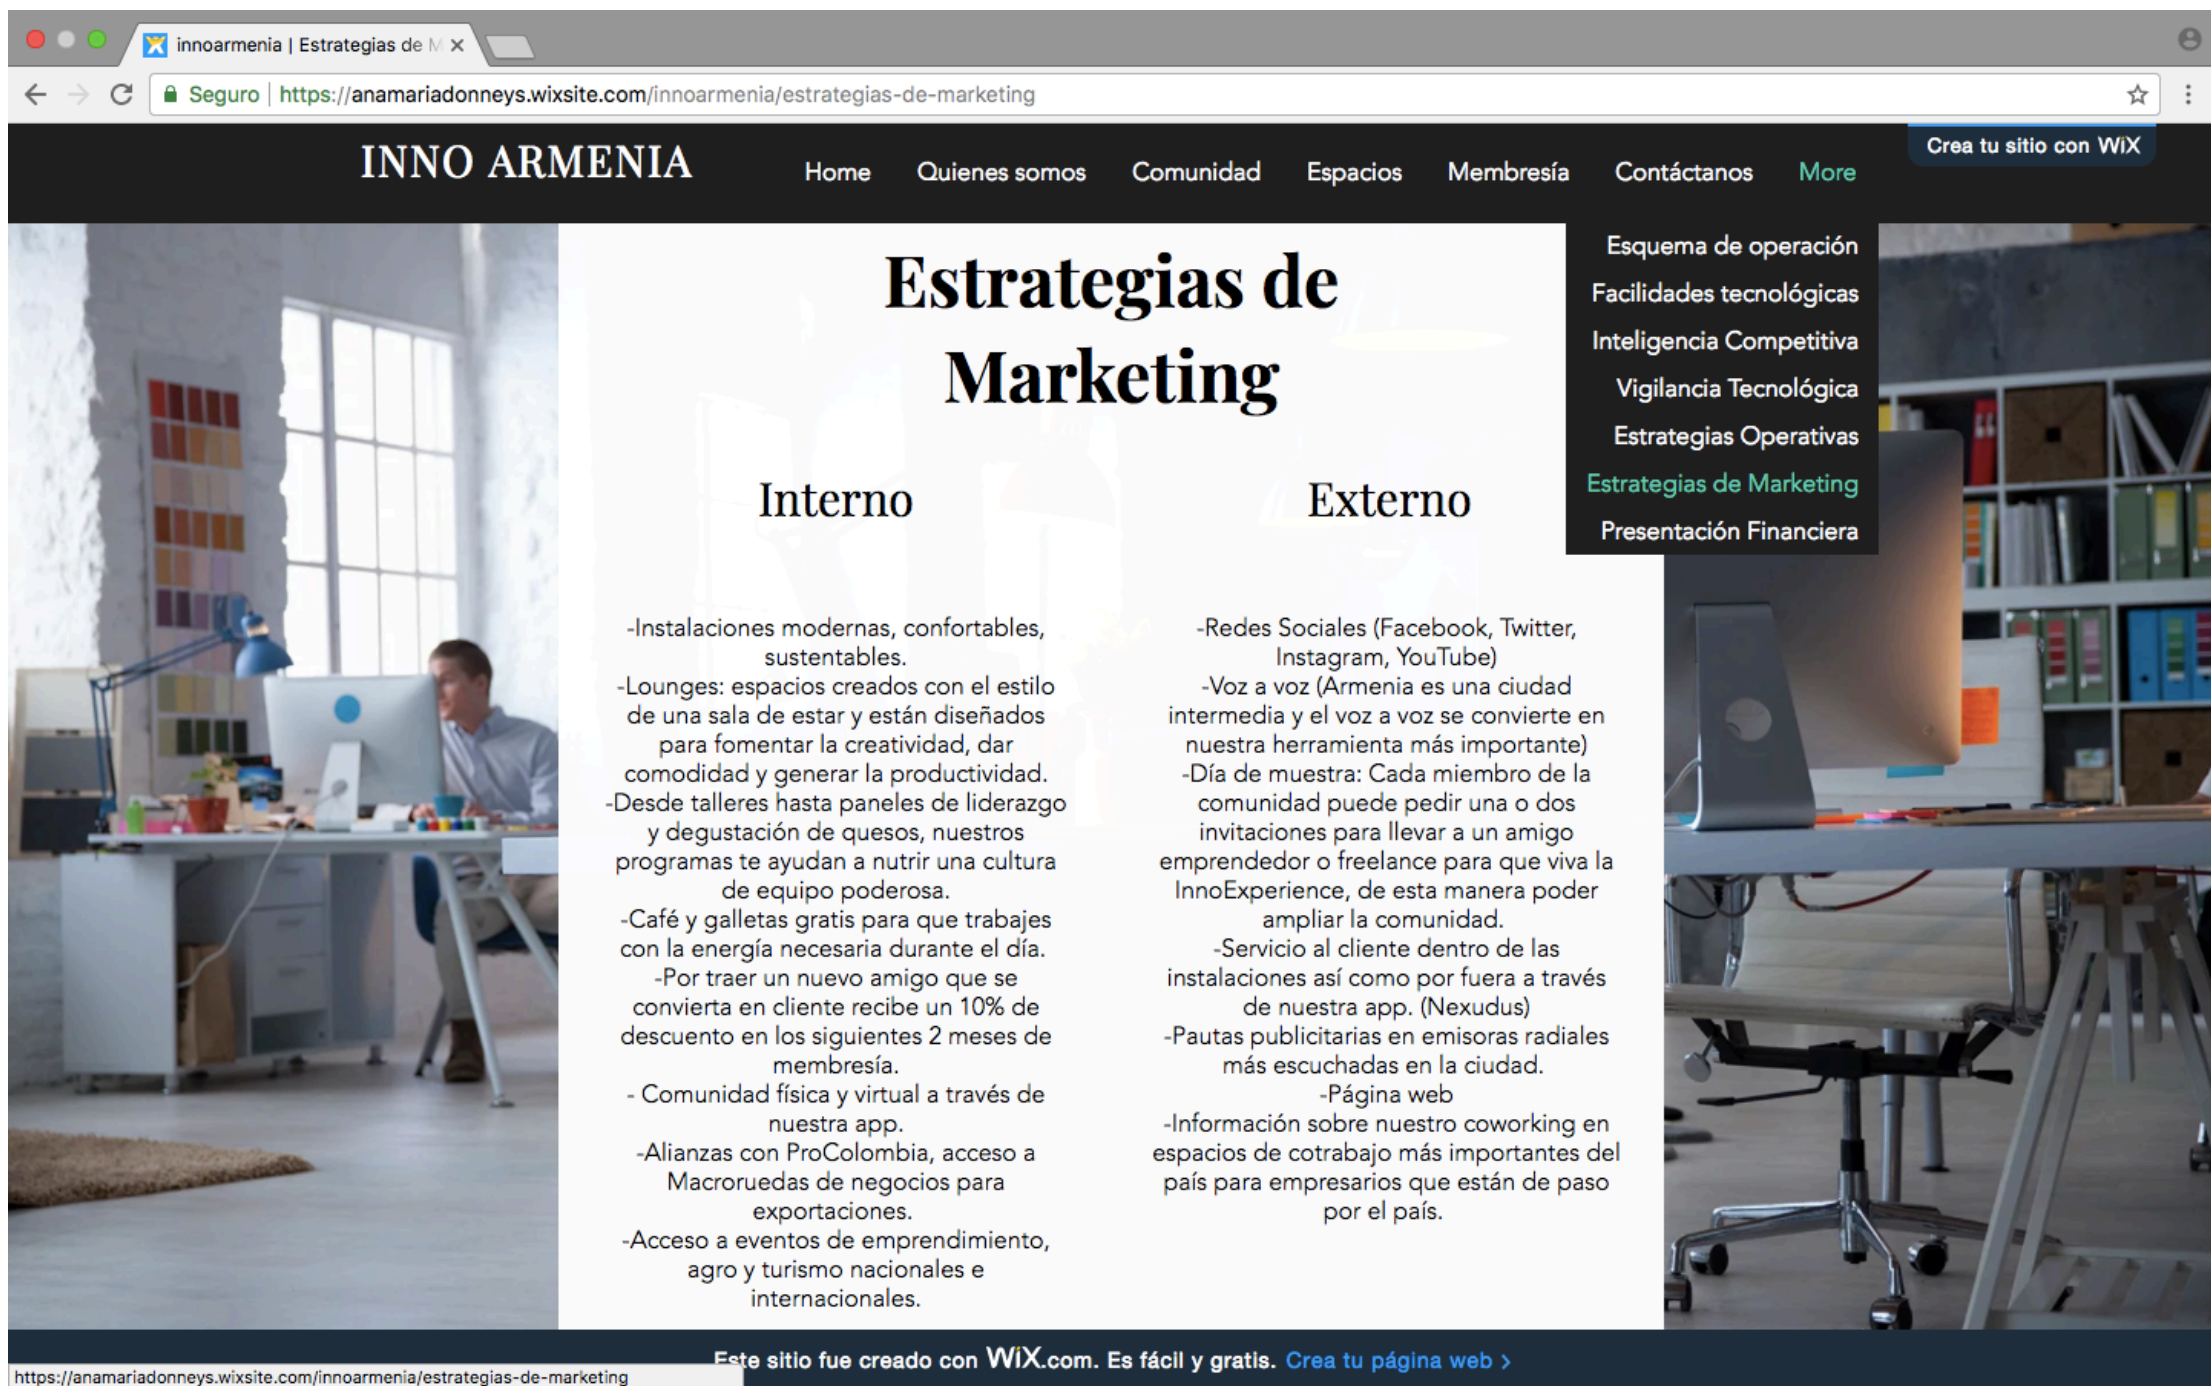 innoarmenia | Estrategias de M
Seguro | https://anamariadonneys.wixsite.com/innoarmenia/estrategias-de-marketing
INNO ARMENIA
Home Quienes somos Comunidad Espacios Membresía Contáctanos More
Crea tu sitio con WiX
Esquema de operación
Facilidades tecnológicas
Inteligencia Competitiva
Vigilancia Tecnológica
Estrategias Operativas
Estrategias de Marketing
Presentación Financiera
Estrategias de
Marketing
Interno
-Instalaciones modernas, confortables,
sustentables.
-Lounges: espacios creados con el estilo
de una sala de estar y están diseñados
para fomentar la creatividad, dar
comodidad y generar la productividad.
-Desde talleres hasta paneles de liderazgo
y degustación de quesos, nuestros
programas te ayudan a nutrir una cultura
de equipo poderosa.
-Café y galletas gratis para que trabajes
con la energía necesaria durante el día.
-Por traer un nuevo amigo que se
convierta en cliente recibe un 10% de
descuento en los siguientes 2 meses de
membresía.
- Comunidad física y virtual a través de
nuestra app.
-Alianzas con ProColombia, acceso a
Macroruedas de negocios para
exportaciones.
-Acceso a eventos de emprendimiento,
agro y turismo nacionales e
internacionales.
Externo
-Redes Sociales (Facebook, Twitter,
Instagram, YouTube)
-Voz a voz (Armenia es una ciudad
intermedia y el voz a voz se convierte en
nuestra herramienta más importante)
-Día de muestra: Cada miembro de la
comunidad puede pedir una o dos
invitaciones para llevar a un amigo
emprendedor o freelance para que viva la
InnoExperience, de esta manera poder
ampliar la comunidad.
-Servicio al cliente dentro de las
instalaciones así como por fuera a través
de nuestra app. (Nexudus)
-Pautas publicitarias en emisoras radiales
más escuchadas en la ciudad.
-Página web
-Información sobre nuestro coworking en
espacios de cotrabajo más importantes del
país para empresarios que están de paso
por el país.
Este sitio fue creado con WiX.com. Es fácil y gratis. Crea tu página web >
https://anamariadonneys.wixsite.com/innoarmenia/estrategias-de-marketing